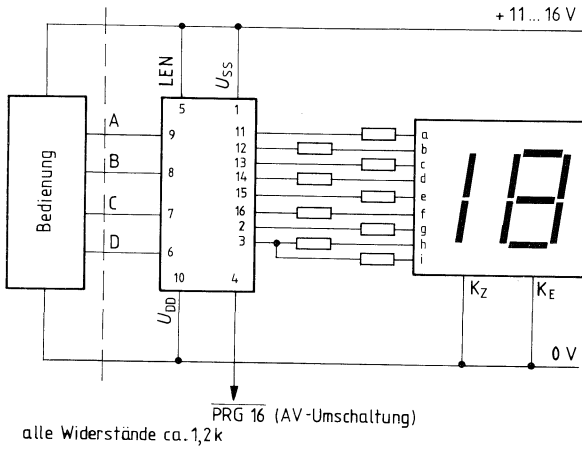 + 11... 16 V
LEN
U_SS
5
1
Bedienung
A
9
11
a
B
8
12
b
C
7
13
c
D
6
14
d
15
e
16
f
2
g
3
h
i
10
4
U_DD
K_Z
K_E
0 V
PRG 16 (AV-Umschaltung)
alle Widerstände ca. 1,2k